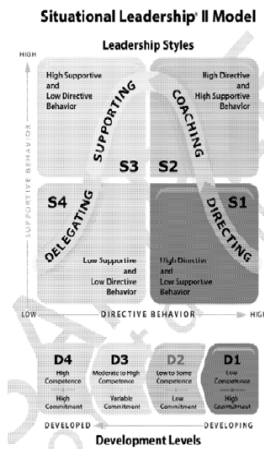 Situational Leadership® II Model
Leadership Styles
HIGH
High Supportive
and
Low Directive
Behavior
High Directive
and
High Supportive
Behavior
SUPPORTING
COACHING
S3 S2
SUPPORTIVE BEHAVIOR
S4 S1
DELEGATING
DIRECTING
Low Supportive
and
Low Directive
Behavior
High Directive
and
Low Supportive
Behavior
LOW DIRECTIVE BEHAVIOR HIGH
D4 D3 D2 D1
High
Competence
High
Commitment
Moderate to High
Competence
Variable
Commitment
Low to Some
Competence
Low
Commitment
Low
Competence
High
Commitment
DEVELOPED DEVELOPING
Development Levels